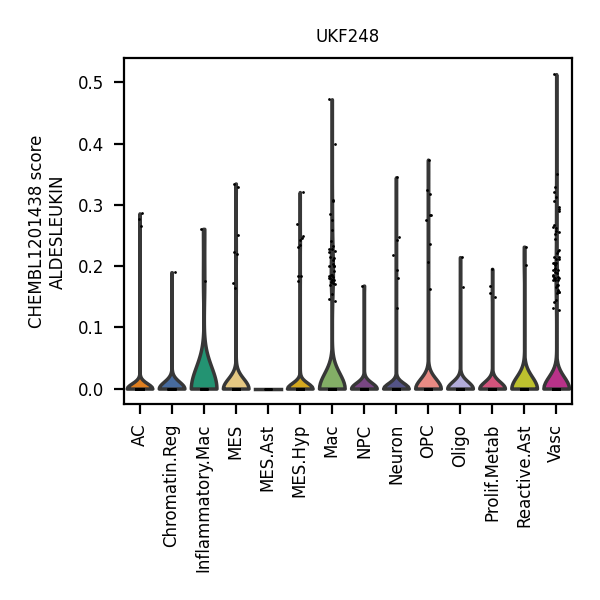 UKF248
CHEMBL1201438 score
ALDESLEUKIN
0.5
0.4
0.3
0.2
0.1
0.0
AC
Chromatin.Reg
Inflammatory.Mac
MES
MES.Ast
MES.Hyp
Mac
NPC
Neuron
OPC
Oligo
Prolif.Metab
Reactive.Ast
Vasc